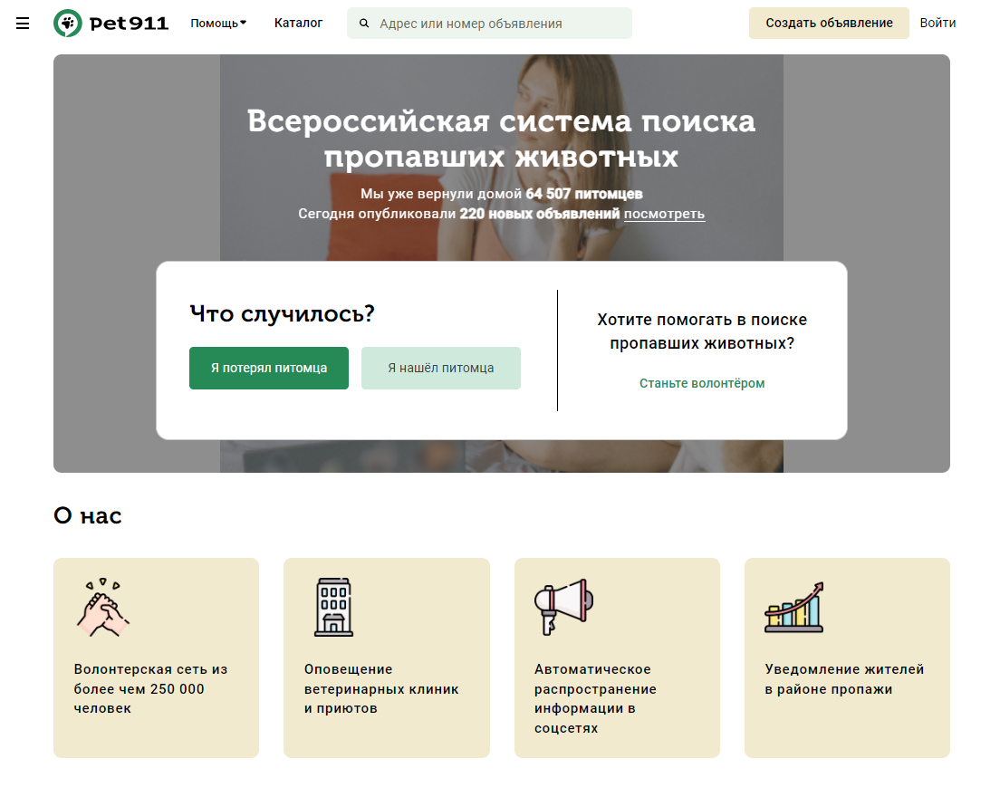 pet911
Помощь
Каталог
Адрес или номер объявления
Создать объявление
Войти
Всероссийская система поиска
пропавших животных
Мы уже вернули домой 64 507 питомцев
Сегодня опубликовали 220 новых объявлений посмотреть
Что случилось?
Я потерял питомца
Я нашёл питомца
Хотите помогать в поиске
пропавших животных?
Станьте волонтёром
О нас
Волонтерская сеть из
более чем 250 000
человек
Оповещение
ветеринарных клиник
и приютов
Автоматическое
распространение
информации в
соцсетях
Уведомление жителей
в районе пропажи